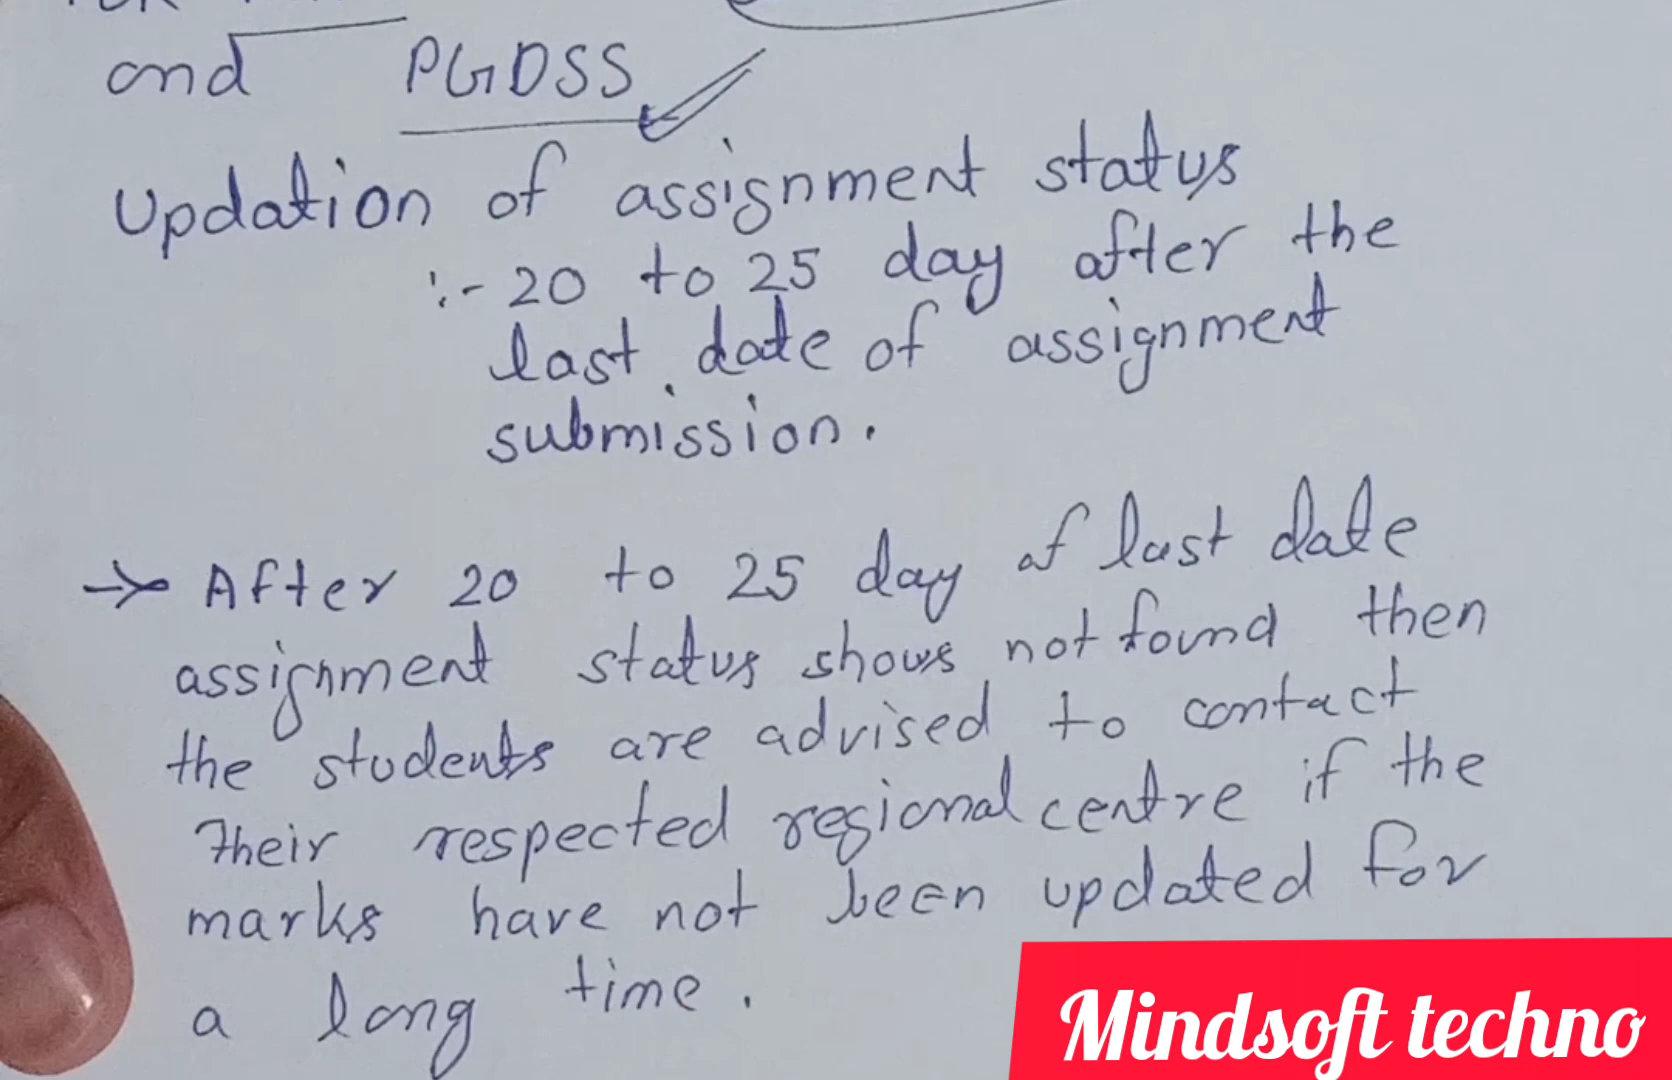 and PGDSS
Updation of assignment status
:- 20 to 25 day after the
last date of assignment
submission.
→ After 20 to 25 day of last date
assignment status shows not found then
the students are advised to contact
Their respected regional centre if the
marks have not been updated for
a long time.
Mindsoft techno